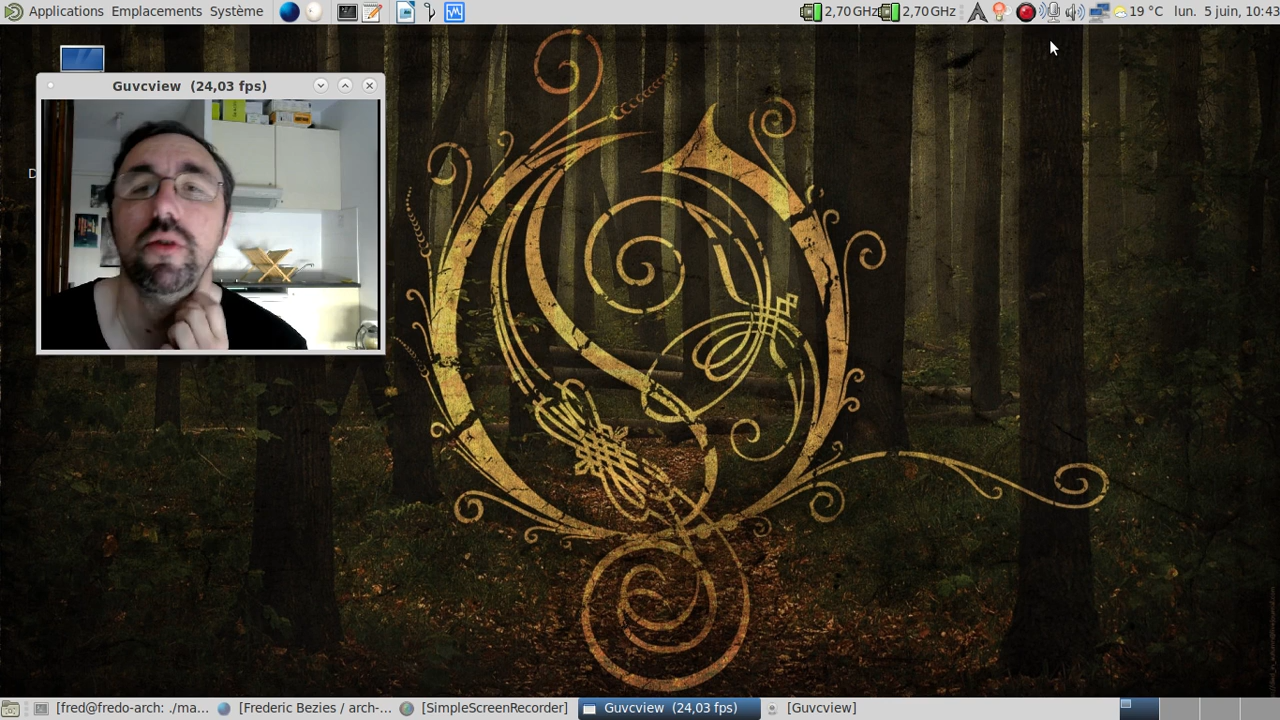 Applications Emplacements Système 2,70 GHz 2,70 GHz 19 °C lun. 5 juin, 10:43
Guvcview (24,03 fps)
D
[fred@fredo-arch: ./ma... [Frederic Bezies / arch-... [SimpleScreenRecorder] Guvcview (24,03 fps) [Guvcview]